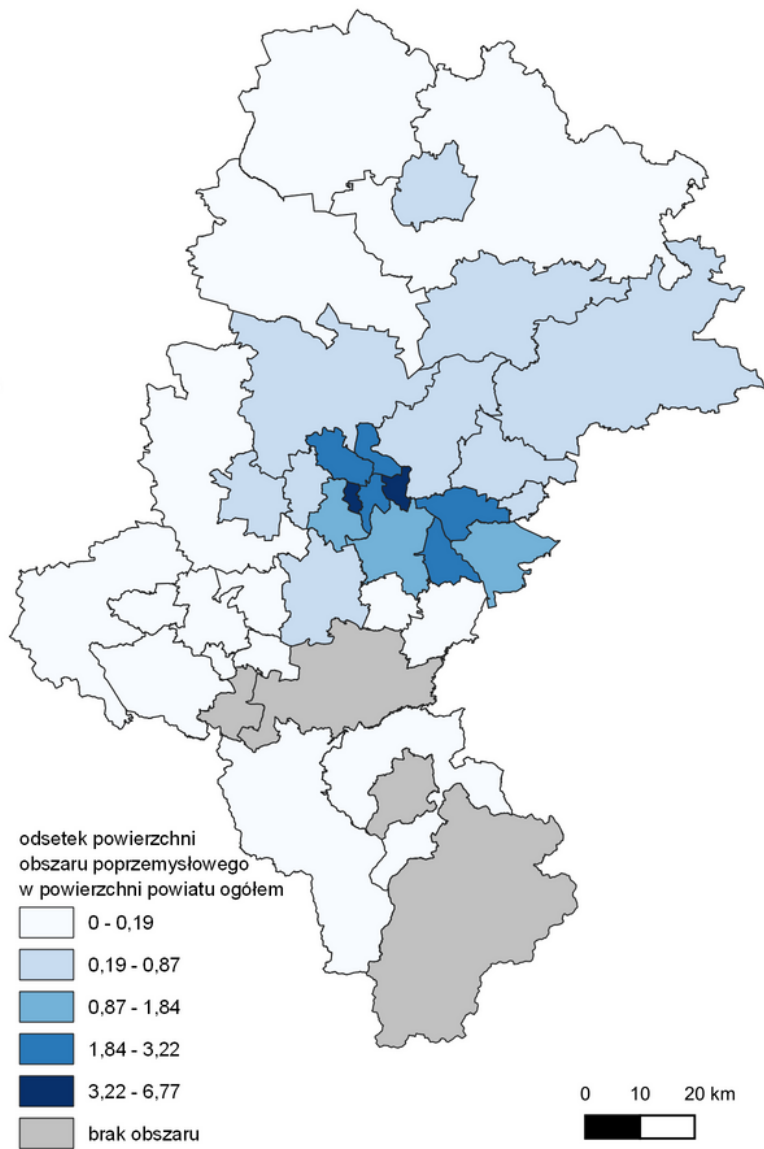 odsetek powierzchni
obszaru poprzemysłowego
w powierzchni powiatu ogółem
0 - 0,19
0,19 - 0,87
0,87 - 1,84
1,84 - 3,22
3,22 - 6,77
brak obszaru
0 10 20 km